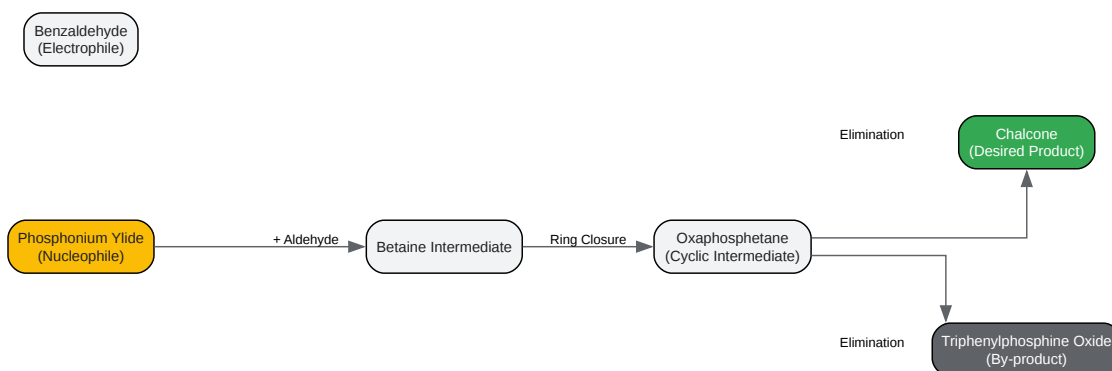 Benzaldehyde
(Electrophile)
Elimination
Chalcone
(Desired Product)
Phosphonium Ylide
(Nucleophile)
+ Aldehyde
Betaine Intermediate
Ring Closure
Oxaphosphetane
(Cyclic Intermediate)
Elimination
Triphenylphosphine Oxide
(By-product)